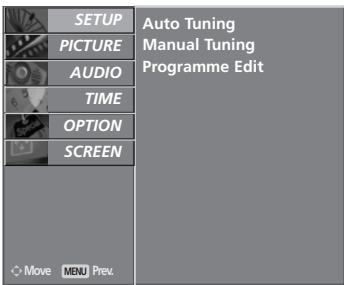 SETUP
PICTURE
AUDIO
TIME
OPTION
SCREEN
Auto Tuning
Manual Tuning
Programme Edit
Move MENU Prev.